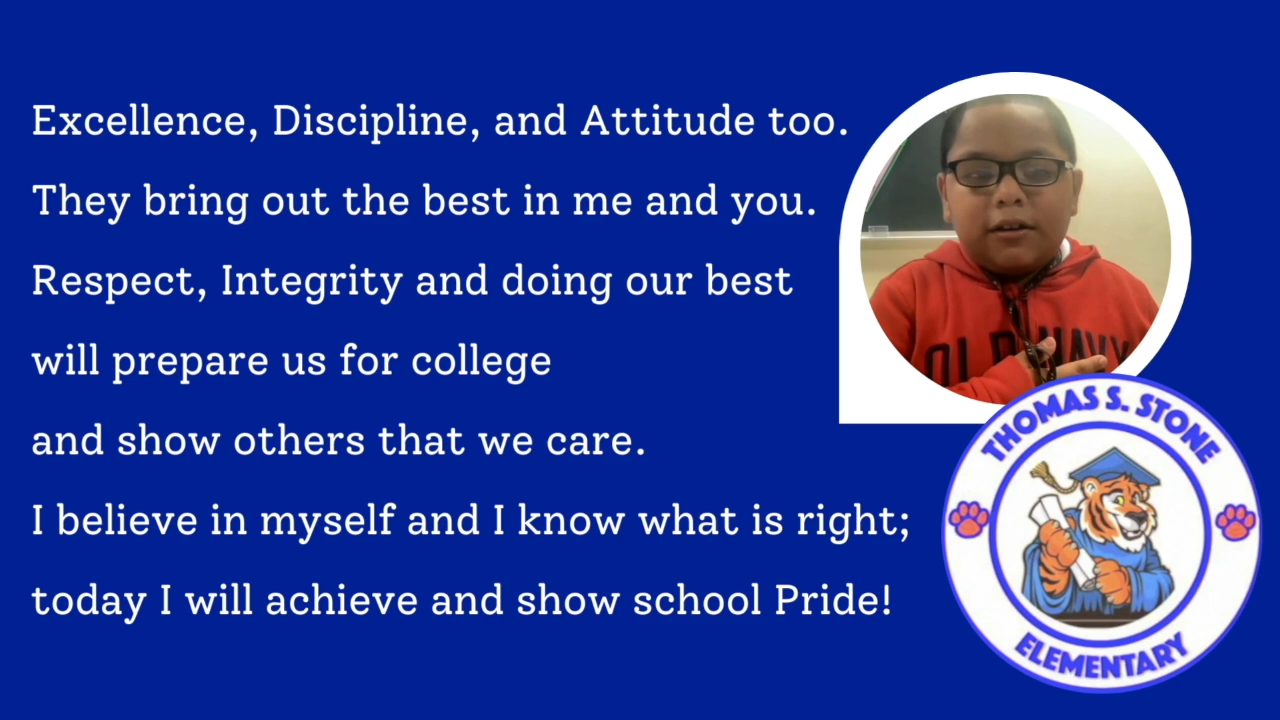 Excellence, Discipline, and Attitude too.
They bring out the best in me and you.
Respect, Integrity and doing our best
will prepare us for college
and show others that we care.
I believe in myself and I know what is right;
today I will achieve and show school Pride!
OLD NAVY
THOMAS S. STONE
ELEMENTARY